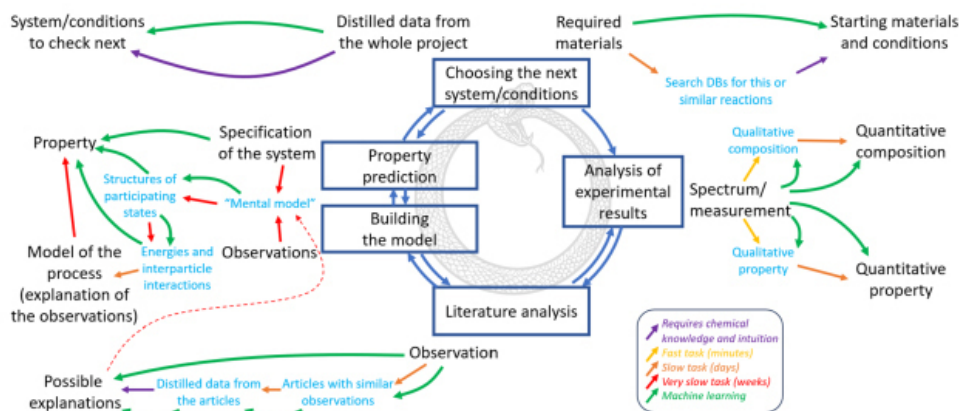 System/conditions
to check next
Distilled data from
the whole project
Required
materials
Starting materials
and conditions
Search DBs for this or
similar reactions
Choosing the next
system/conditions
Property
prediction
Building
the model
Analysis of
experimental
results
Literature analysis
Property
Specification
of the system
Structures of
participating
states
"Mental model"
Model of the
process
(explanation of
the observations)
Energies and
interparticle
interactions
Observations
Qualitative
composition
Quantitative
composition
Spectrum/
measurement
Qualitative
property
Quantitative
property
Observation
Possible
explanations
Distilled data from
the articles
Articles with similar
observations
Requires chemical
knowledge and intuition
Fast task (minutes)
Slow task (days)
Very slow task (weeks)
Machine learning